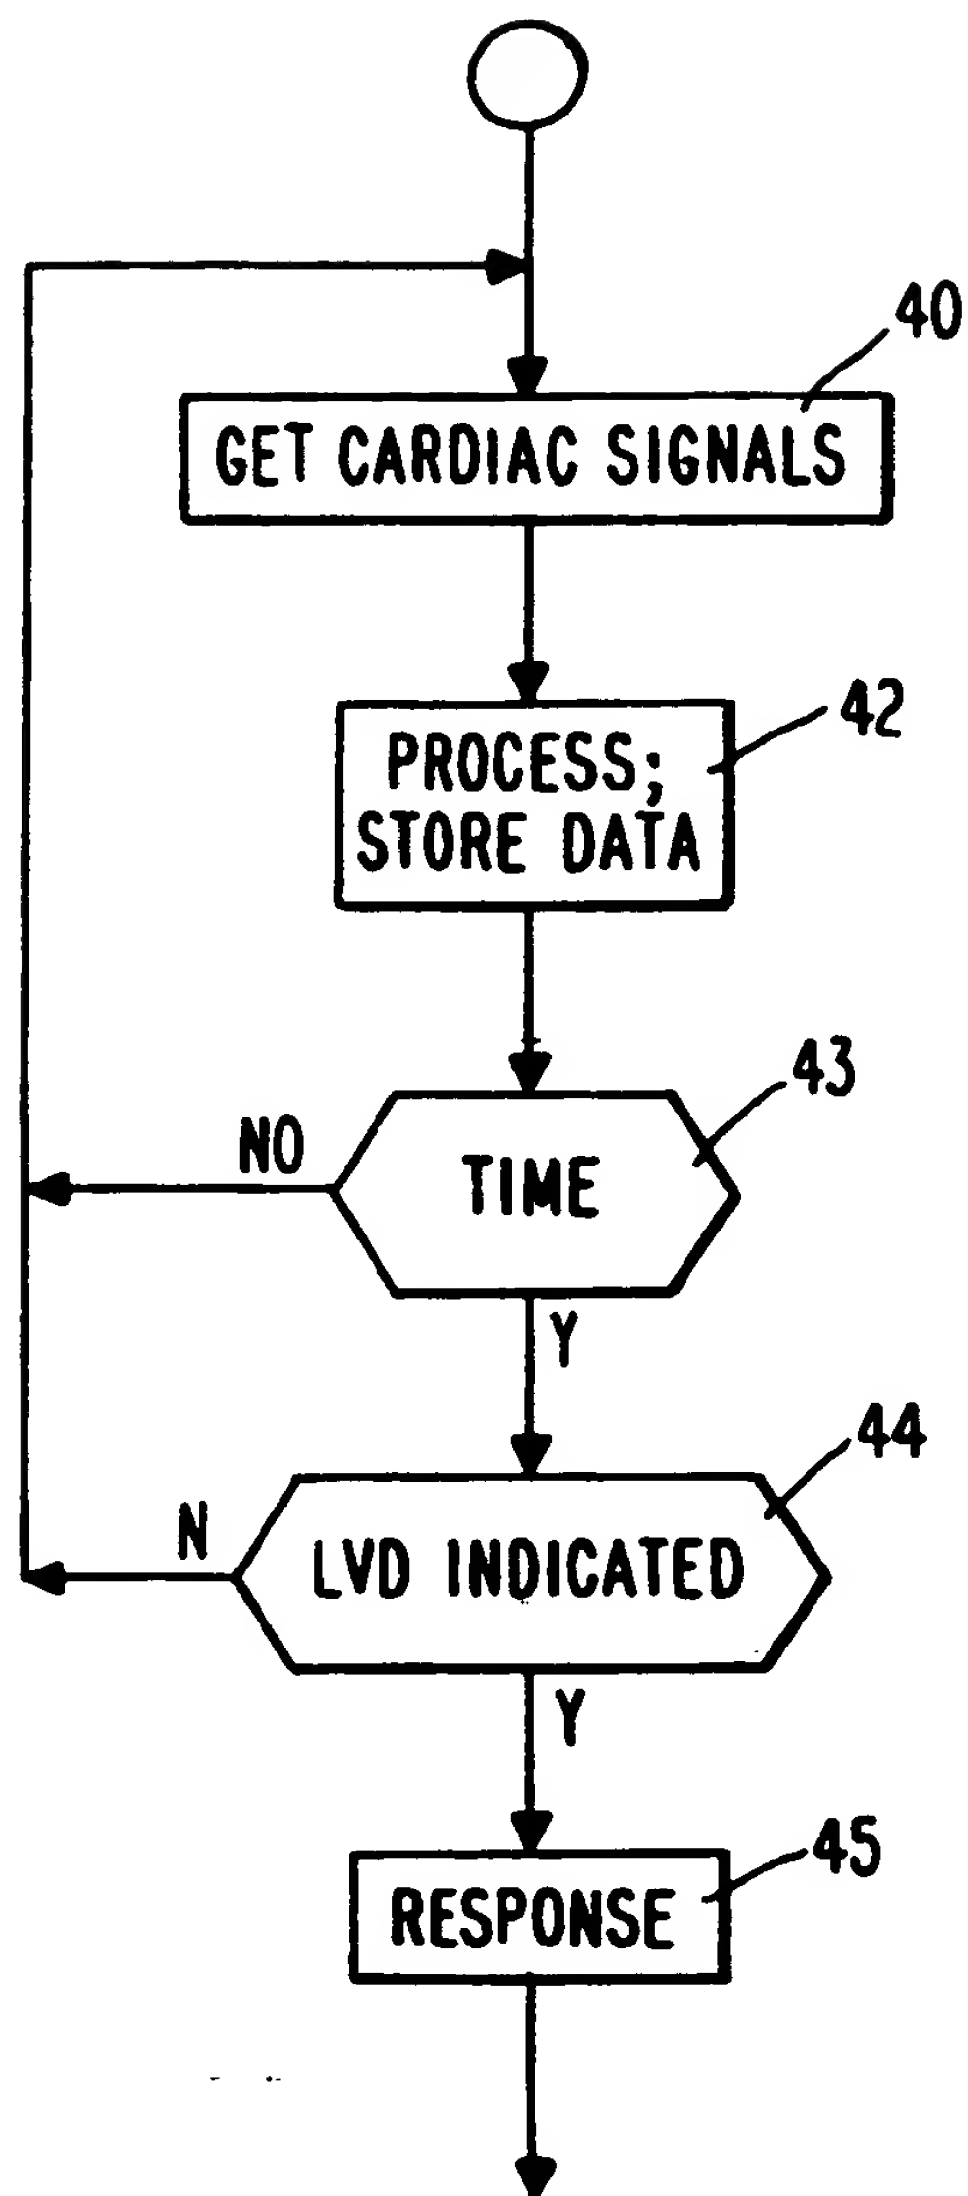 40
GET CARDIAC SIGNALS
42
PROCESS;
STORE DATA
43
NO
TIME
Y
44
N
LVD INDICATED
Y
45
RESPONSE